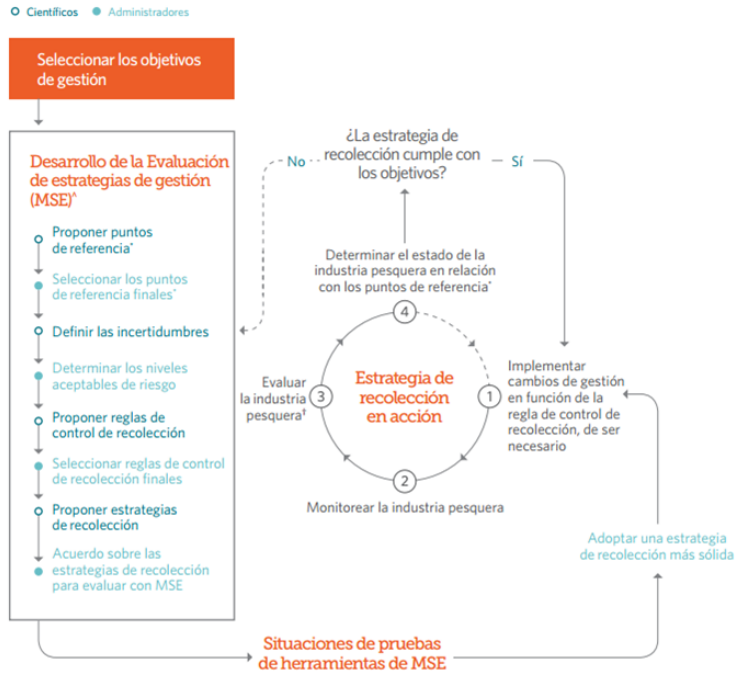 Científicos
Administradores
Seleccionar los objetivos
de gestión
Desarrollo de la Evaluación
de estrategias de gestión
(MSE)^
Proponer puntos
de referencia*
Seleccionar los puntos
de referencia finales*
Definir las incertidumbres
Determinar los niveles
aceptables de riesgo
Proponer reglas de
control de recolección
Seleccionar reglas de control
de recolección finales
Proponer estrategias
de recolección
Acuerdo sobre las
estrategias de recolección
para evaluar con MSE
¿La estrategia de
recolección cumple con
los objetivos?
No
Sí
Determinar el estado de la
industria pesquera en relación
con los puntos de referencia*
4
Evaluar
la industria
pesquera†
3
Estrategia de
recolección
en acción
1
Implementar
cambios de gestión
en función de la
regla de control de
recolección, de ser
necesario
2
Monitorear la industria pesquera
Adoptar una estrategia
de recolección más sólida
Situaciones de pruebas
de herramientas de MSE